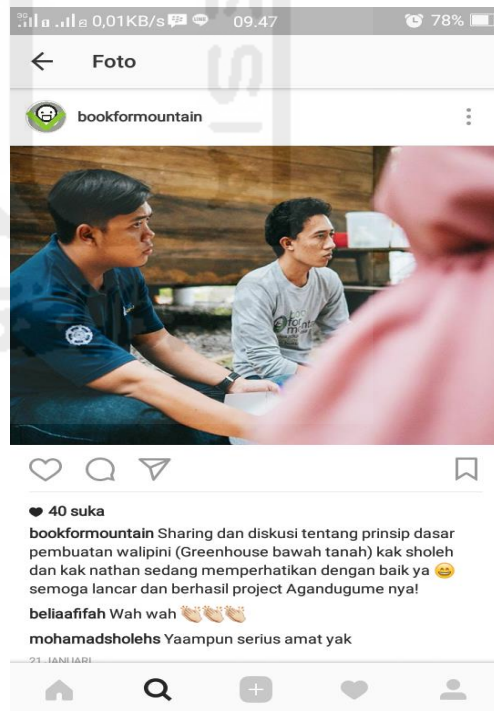 0,01KB/s 09.47 78%
Foto
bookformountain
40 suka
bookformountain Sharing dan diskusi tentang prinsip dasar
pembuatan walipini (Greenhouse bawah tanah) kak sholeh
dan kak nathan sedang memperhatikan dengan baik ya 😄
semoga lancar dan berhasil project Agandugume nya!
beliaafifah Wah wah 👏👏👏
mohamadsholehs Yaampun serius amat yak
21 JANUARI